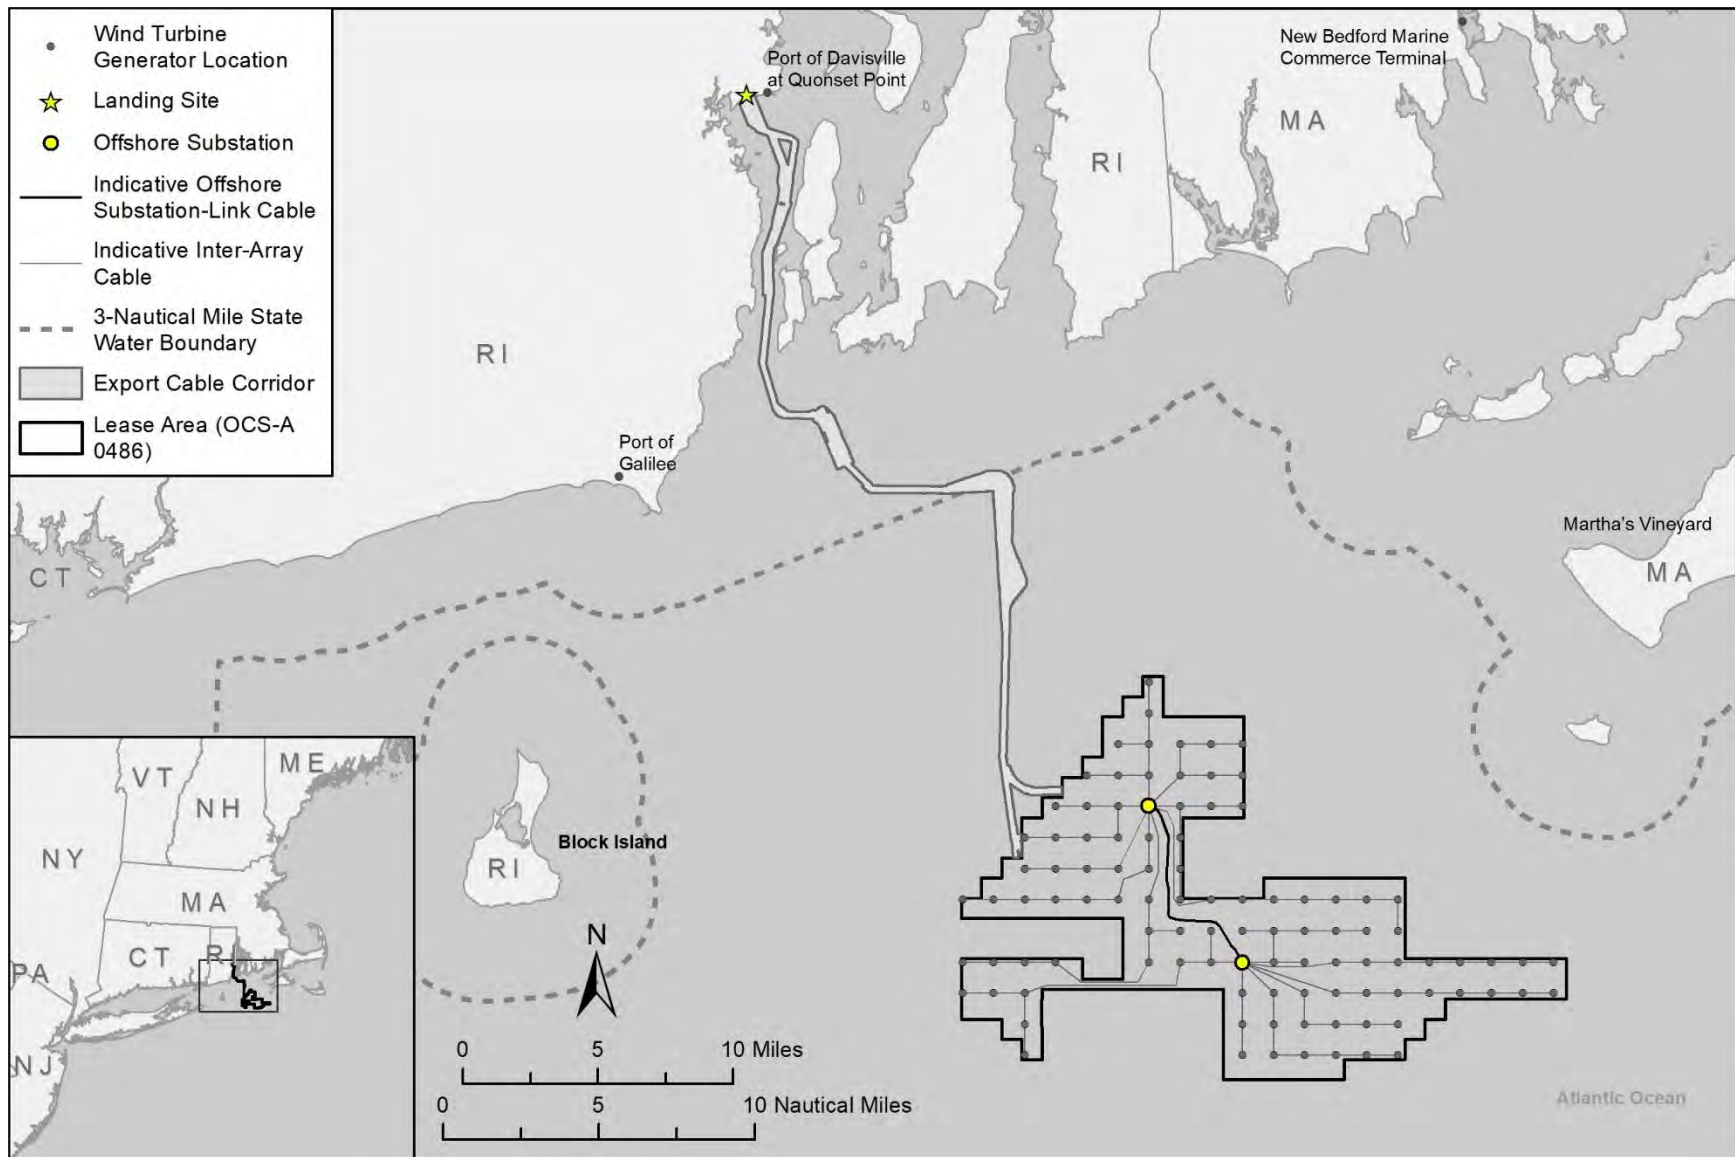 Wind Turbine
Generator Location
Landing Site
Offshore Substation
Indicative Offshore
Substation-Link Cable
Indicative Inter-Array
Cable
3-Nautical Mile State
Water Boundary
Export Cable Corridor
Lease Area (OCS-A
0486)
Port of Davisville
at Quonset Point
New Bedford Marine
Commerce Terminal
MA
RI
RI
Port of
Galilee
Martha's Vineyard
MA
CT
Block Island
RI
VT
NH
ME
NY
MA
CT
R
PA
NJ
N
0 5 10 Miles
0 5 10 Nautical Miles
Atlantic Ocean